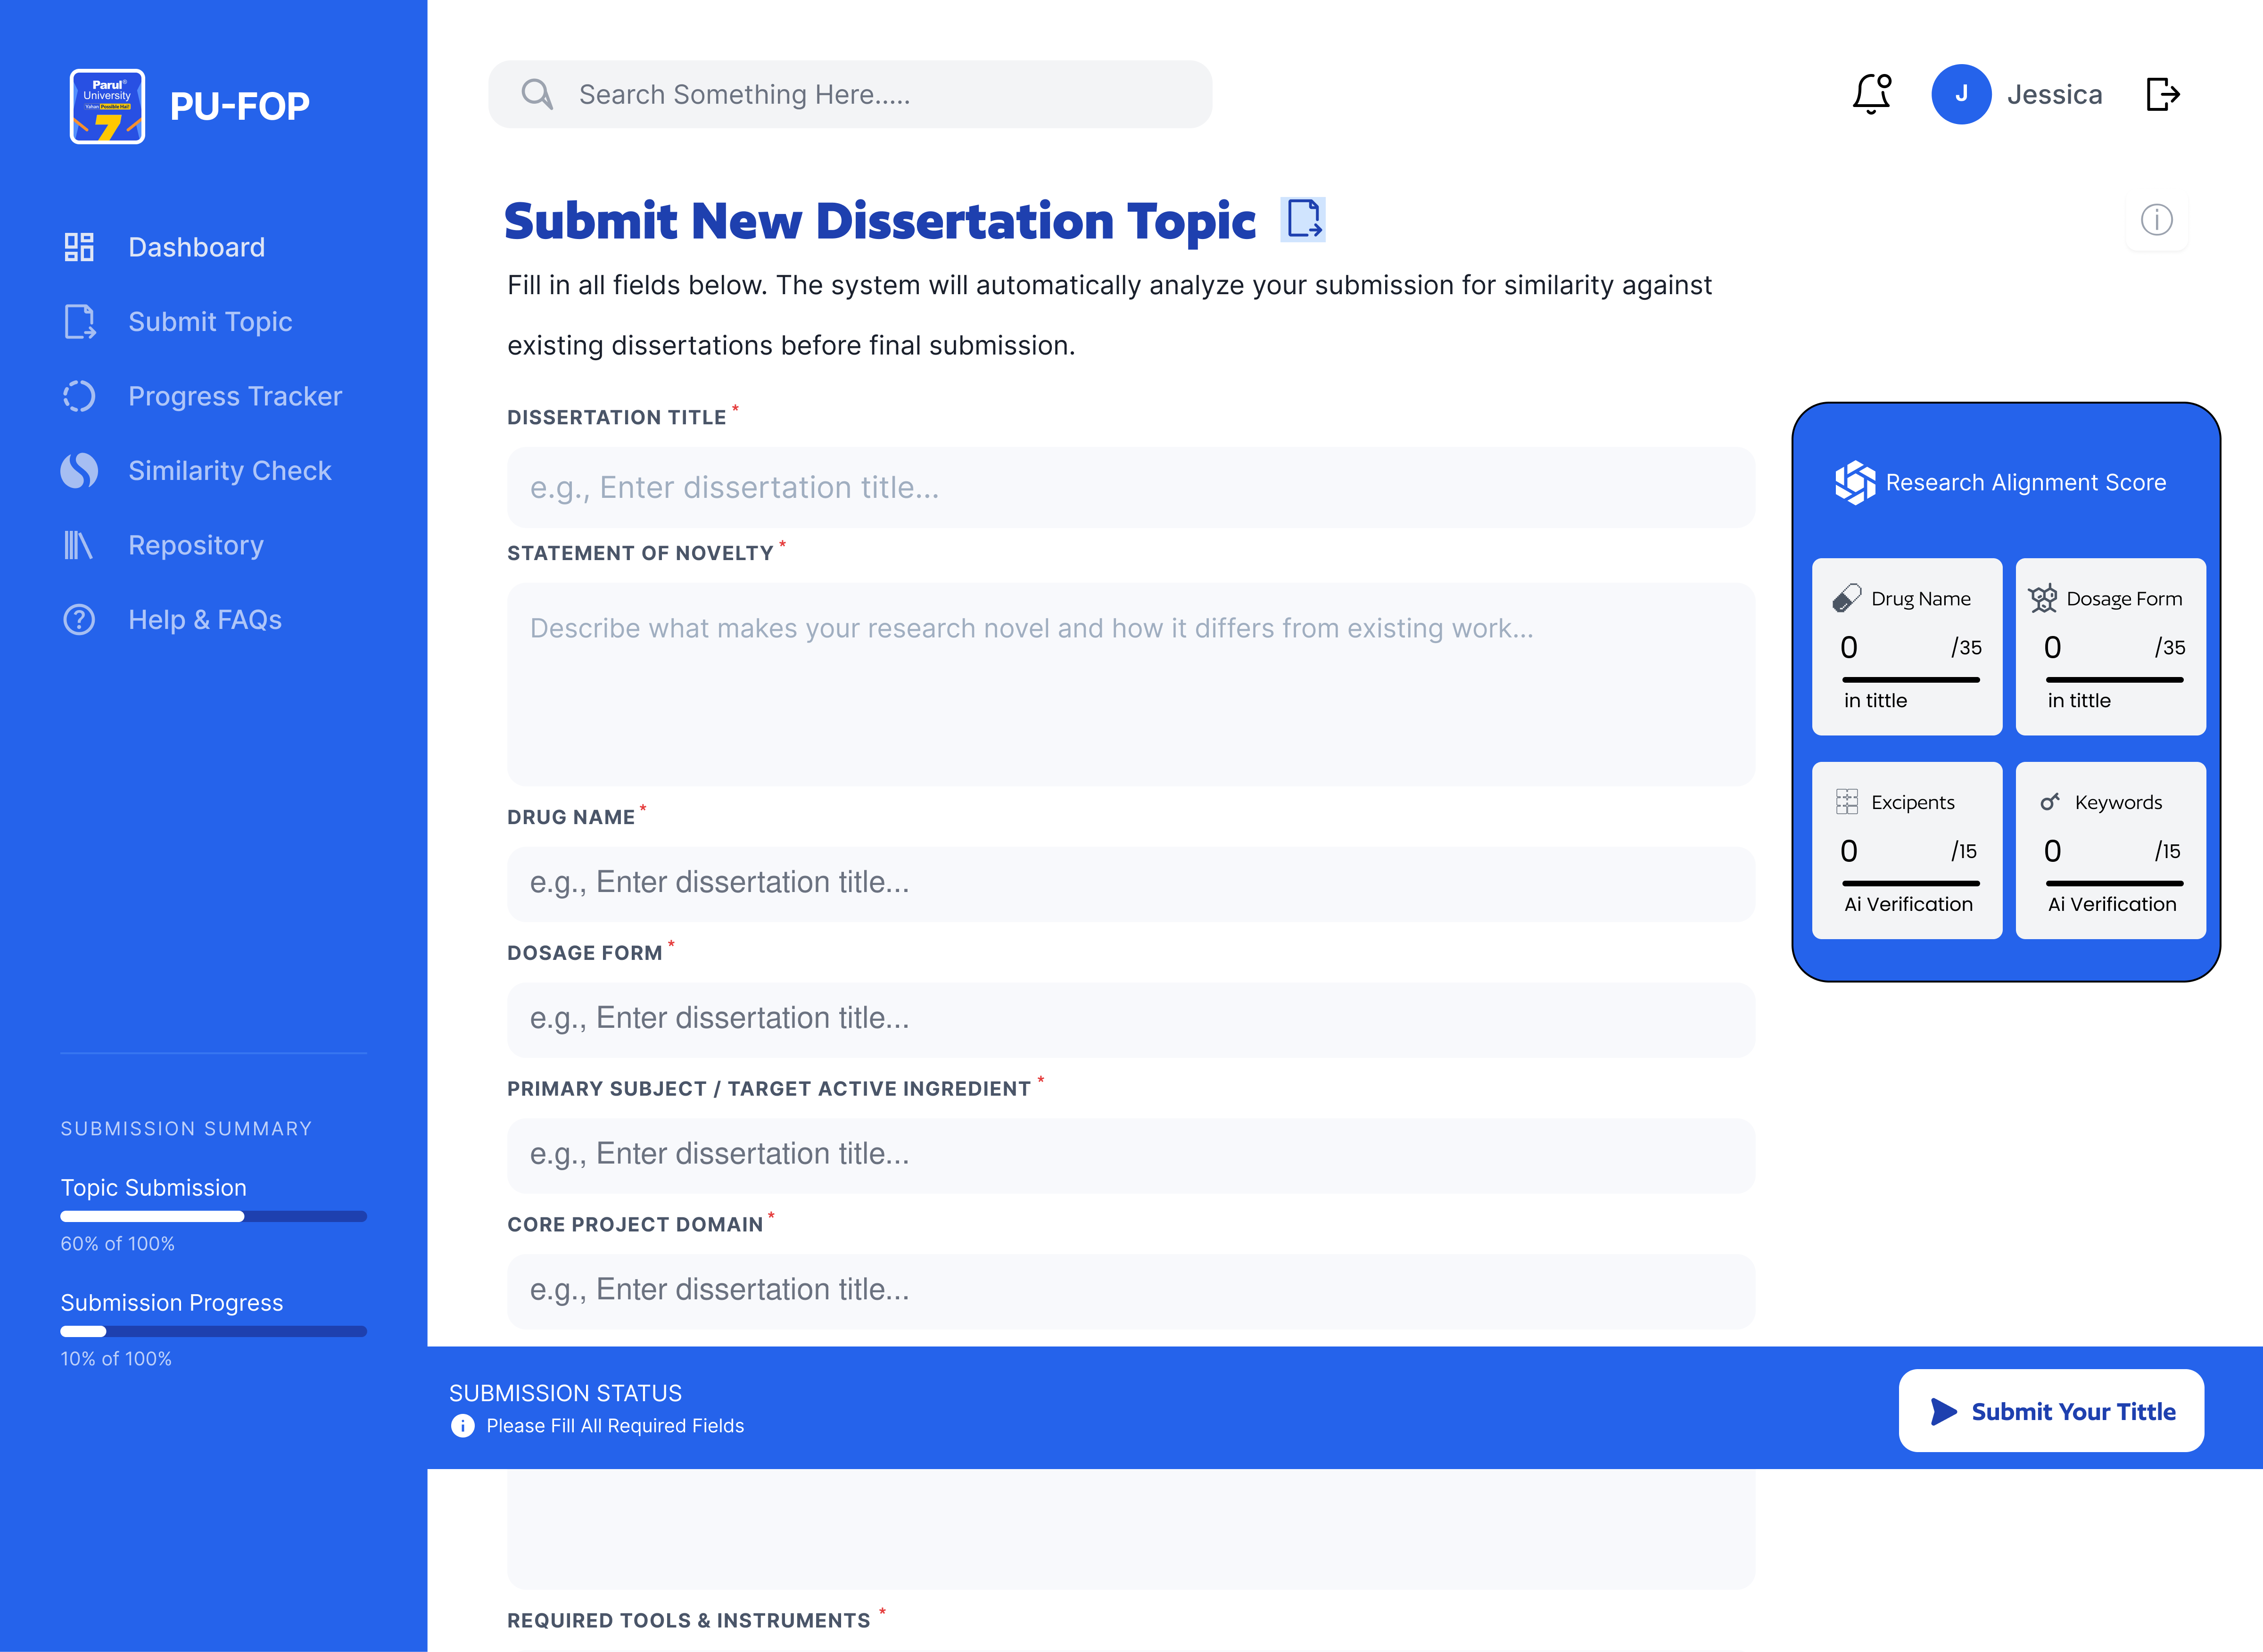 Parul®
University
PU-FOP
Dashboard
Submit Topic
Progress Tracker
Similarity Check
Repository
Help & FAQs
SUBMISSION SUMMARY
Topic Submission
60% of 100%
Submission Progress
10% of 100%
Search Something Here.....
J
Jessica
Submit New Dissertation Topic
Fill in all fields below. The system will automatically analyze your submission for similarity against
existing dissertations before final submission.
DISSERTATION TITLE *
e.g., Enter dissertation title...
STATEMENT OF NOVELTY *
Describe what makes your research novel and how it differs from existing work...
DRUG NAME *
e.g., Enter dissertation title...
DOSAGE FORM *
e.g., Enter dissertation title...
PRIMARY SUBJECT / TARGET ACTIVE INGREDIENT *
e.g., Enter dissertation title...
CORE PROJECT DOMAIN *
e.g., Enter dissertation title...
Research Alignment Score
Drug Name
0 /35
in tittle
Dosage Form
0 /35
in tittle
Excipents
0 /15
Ai Verification
Keywords
0 /15
Ai Verification
SUBMISSION STATUS
Please Fill All Required Fields
Submit Your Tittle
REQUIRED TOOLS & INSTRUMENTS *